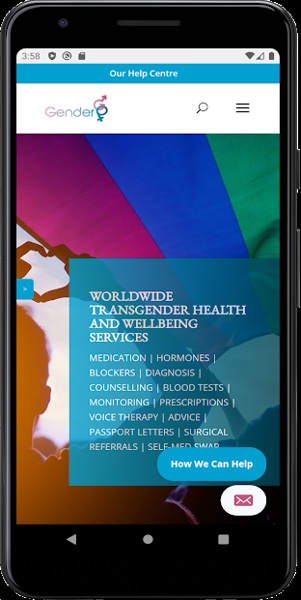 3:58
Our Help Centre
Gender
>
WORLDWIDE
TRANSGENDER HEALTH
AND WELLBEING
SERVICES
MEDICATION | HORMONES |
BLOCKERS | DIAGNOSIS |
COUNSELLING | BLOOD TESTS |
MONITORING | PRESCRIPTIONS |
VOICE THERAPY | ADVICE |
PASSPORT LETTERS | SURGICAL
REFERRALS | SELF-MED SWAP
How We Can Help